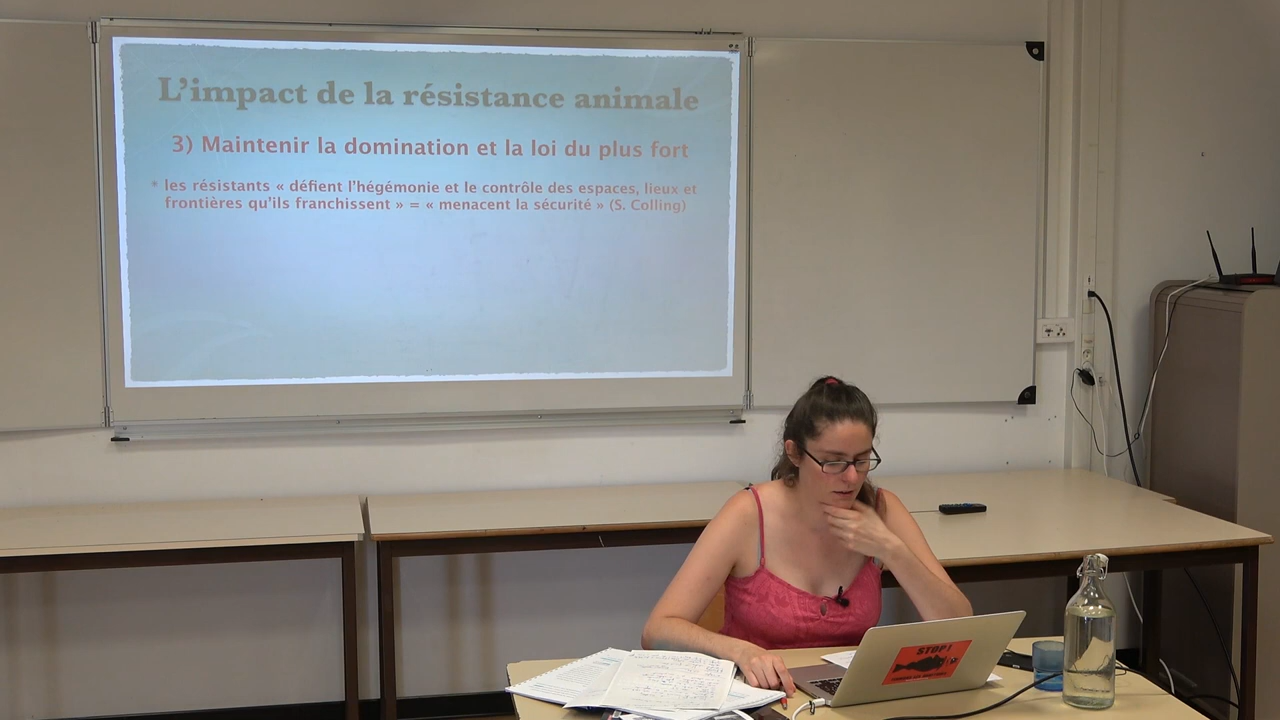 L'impact de la résistance animale
3) Maintenir la domination et la loi du plus fort
* les résistants « défient l'hégémonie et le contrôle des espaces, lieux et
frontières qu'ils franchissent » = « menacent la sécurité » (S. Colling)
STOP!